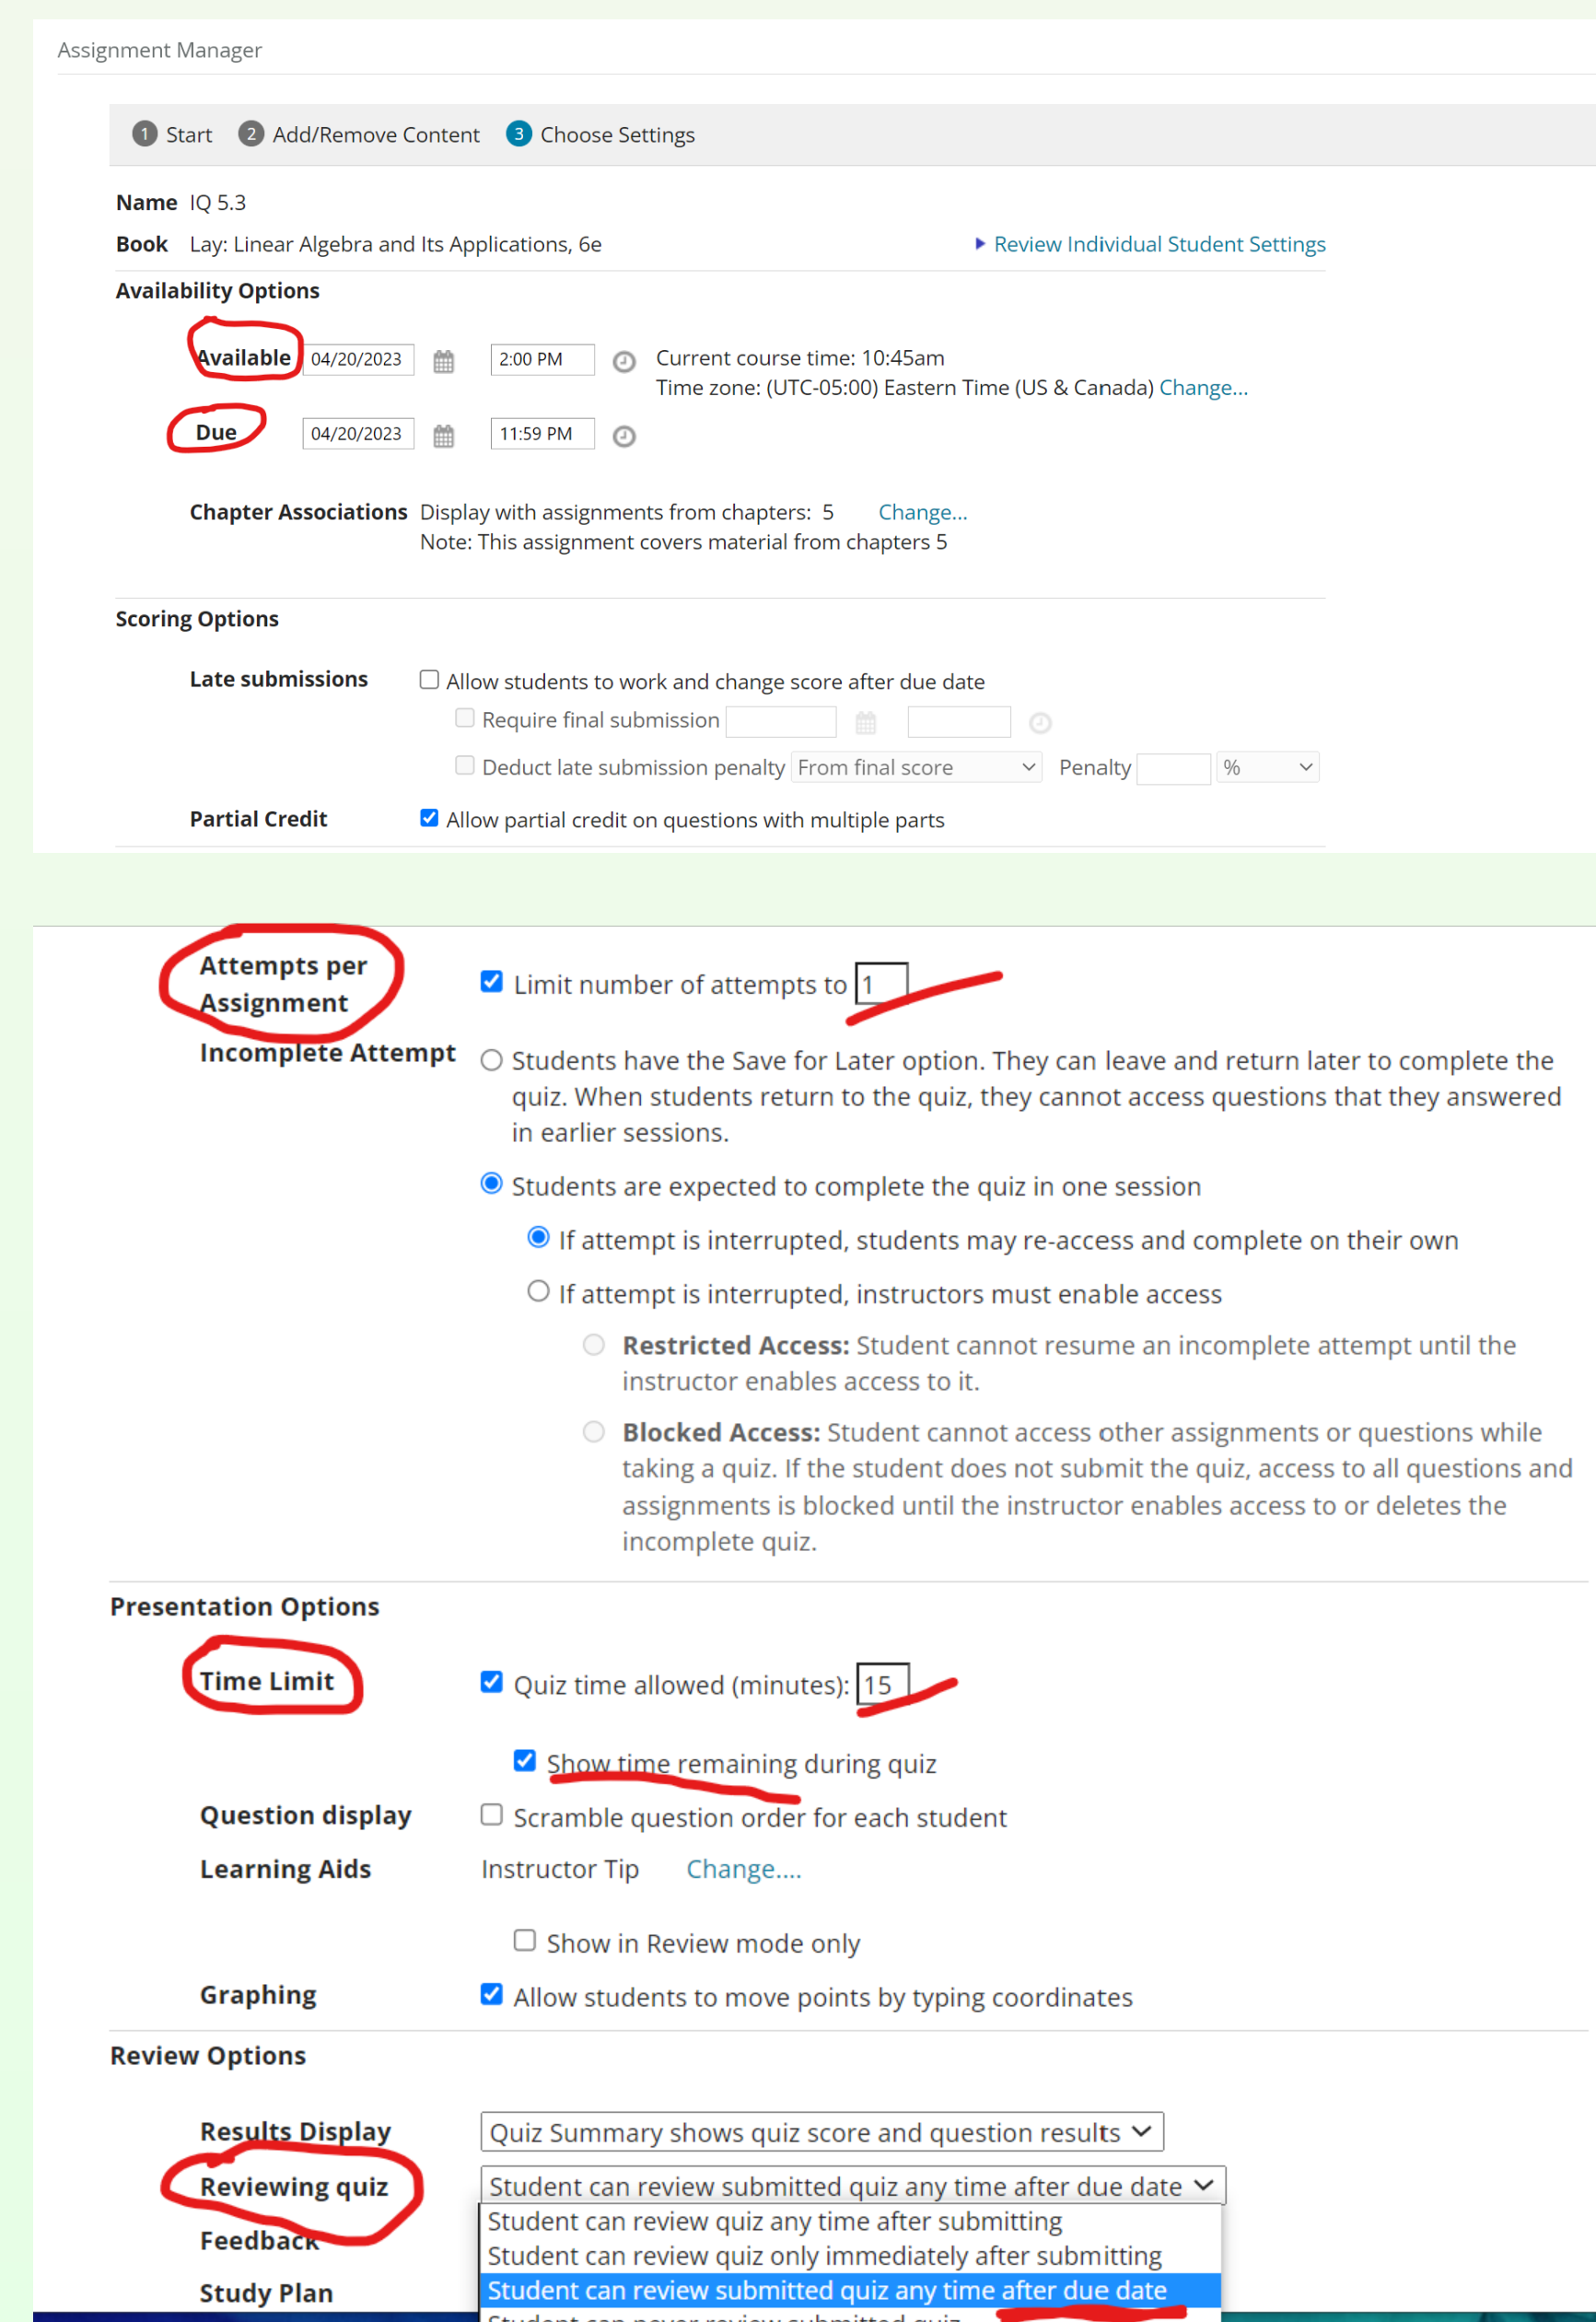 Assignment Manager
1 Start 2 Add/Remove Content 3 Choose Settings
Name IQ 5.3
Book Lay: Linear Algebra and Its Applications, 6e Review Individual Student Settings
Availability Options
Available 04/20/2023 2:00 PM Current course time: 10:45am
Time zone: (UTC-05:00) Eastern Time (US & Canada) Change...
Due 04/20/2023 11:59 PM
Chapter Associations Display with assignments from chapters: 5 Change...
Note: This assignment covers material from chapters 5
Scoring Options
Late submissions Allow students to work and change score after due date
Require final submission
Deduct late submission penalty From final score Penalty %
Partial Credit Allow partial credit on questions with multiple parts
Attempts per
Assignment
Limit number of attempts to 1
Incomplete Attempt Students have the Save for Later option. They can leave and return later to complete the
quiz. When students return to the quiz, they cannot access questions that they answered
in earlier sessions.
Students are expected to complete the quiz in one session
If attempt is interrupted, students may re-access and complete on their own
If attempt is interrupted, instructors must enable access
Restricted Access: Student cannot resume an incomplete attempt until the
instructor enables access to it.
Blocked Access: Student cannot access other assignments or questions while
taking a quiz. If the student does not submit the quiz, access to all questions and
assignments is blocked until the instructor enables access to or deletes the
incomplete quiz.
Presentation Options
Time Limit Quiz time allowed (minutes): 15
Show time remaining during quiz
Question display Scramble question order for each student
Learning Aids Instructor Tip Change....
Show in Review mode only
Graphing Allow students to move points by typing coordinates
Review Options
Results Display Quiz Summary shows quiz score and question results
Reviewing quiz Student can review submitted quiz any time after due date
Student can review quiz any time after submitting
Feedback
Student can review quiz only immediately after submitting
Study Plan Student can review submitted quiz any time after due date
Student can never review submitted quiz